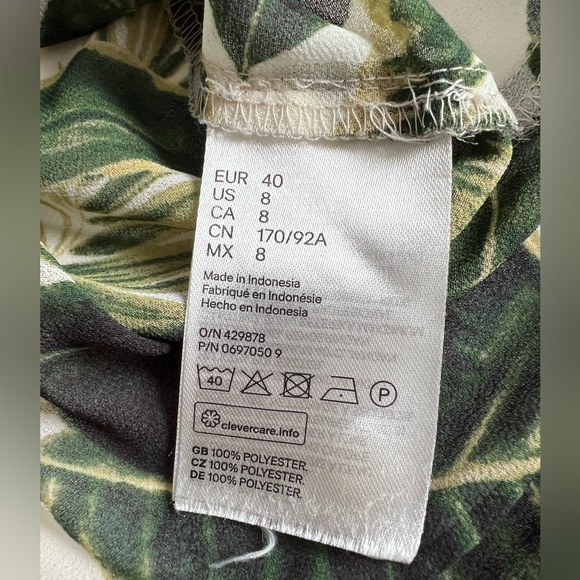 EUR 40
US 8
CA 8
CN 170/92A
MX 8
Made in Indonesia
Fabriqué en Indonésie
Hecho en Indonesia
O/N 429878
P/N 0697050 9
40 P
clevercare.info
GB 100% POLYESTER.
CZ 100% POLYESTER.
DE 100% POLYESTER.